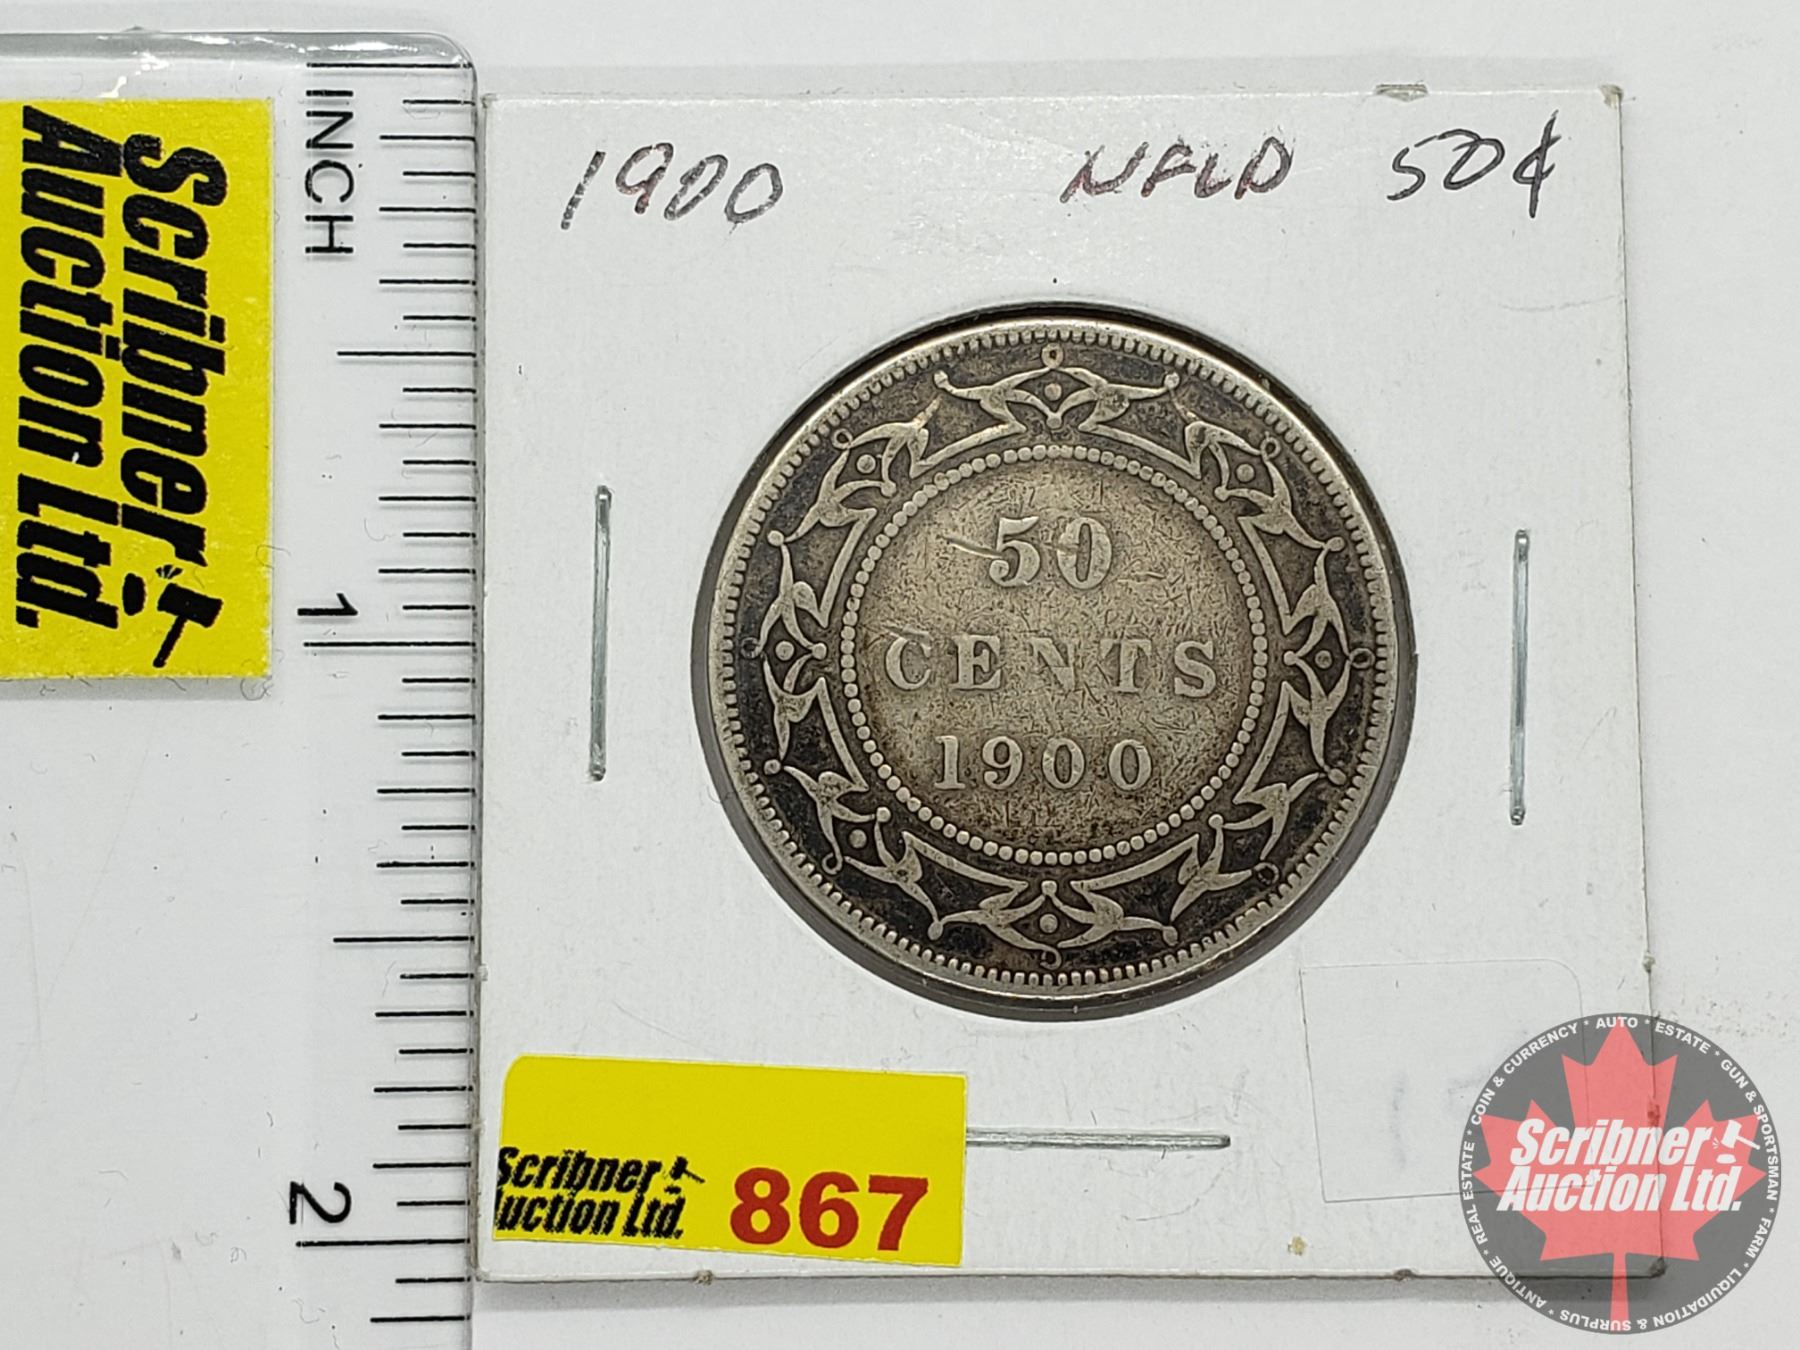 INCH
1
2
Scribner
Auction Ltd.
1900 NFLD 50¢
50
CENTS
1900
Scribner
uction Ltd.
867
COIN & CURRENCY * AUTO * ESTATE * GUN & SPORTSMAN * FARM * LIQUIDATION & SURPLUS * ANTIQUE * REAL ESTATE *
Scribner
Auction Ltd.